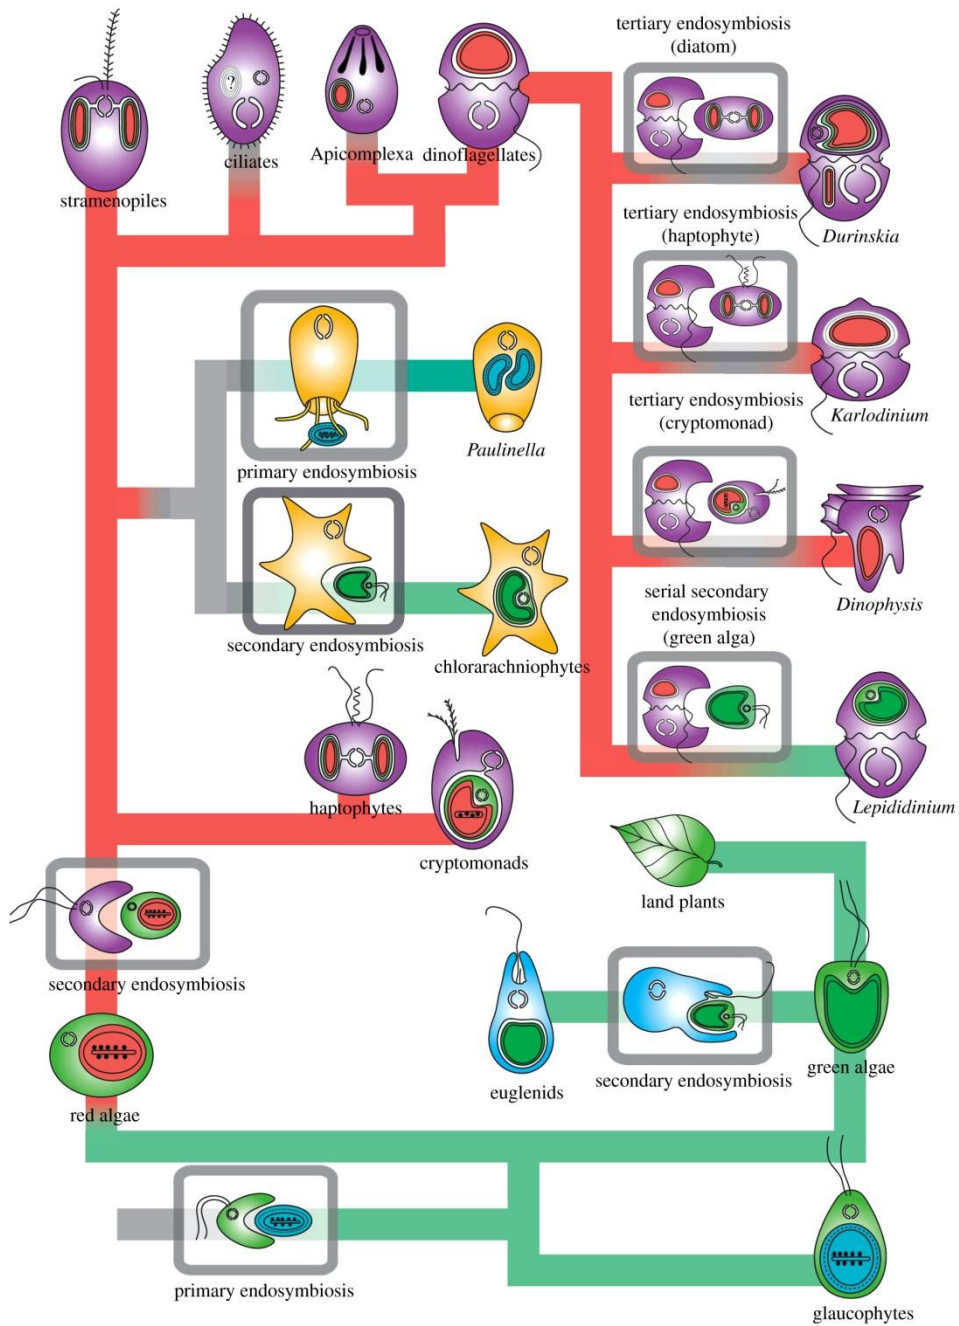 tertiary endosymbiosis
(diatom)
stramenopiles
ciliates
?
Apicomplexa
dinoflagellates
Durinskia
tertiary endosymbiosis
(haptophyte)
Karlodinium
primary endosymbiosis
Paulinella
tertiary endosymbiosis
(cryptomonad)
Dinophysis
secondary endosymbiosis
chlorarachniophytes
serial secondary
endosymbiosis
(green alga)
Lepididinium
haptophytes
cryptomonads
land plants
secondary endosymbiosis
red algae
euglenids
secondary endosymbiosis
green algae
primary endosymbiosis
glaucophytes